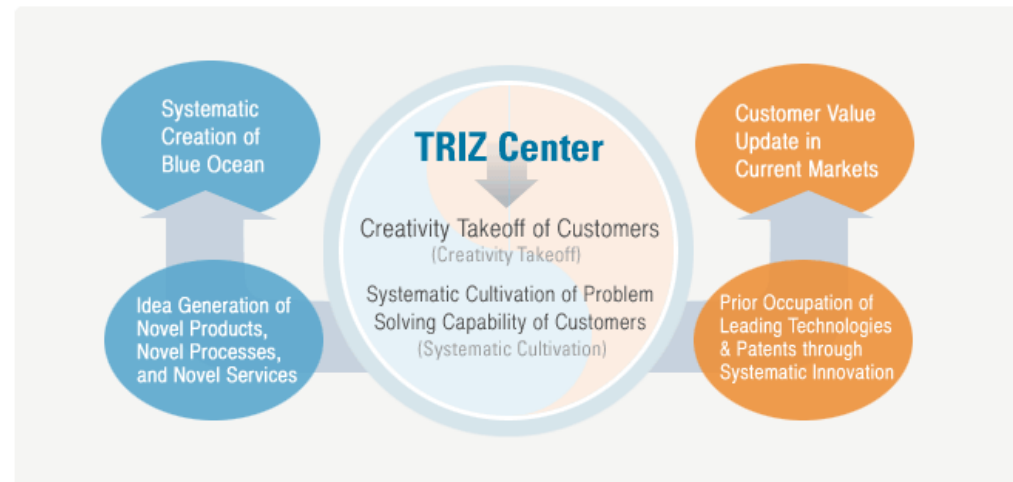 Systematic
Creation of
Blue Ocean
Idea Generation of
Novel Products,
Novel Processes,
and Novel Services
TRIZ Center
Creativity Takeoff of Customers
(Creativity Takeoff)
Systematic Cultivation of Problem
Solving Capability of Customers
(Systematic Cultivation)
Customer Value
Update in
Current Markets
Prior Occupation of
Leading Technologies
& Patents through
Systematic Innovation